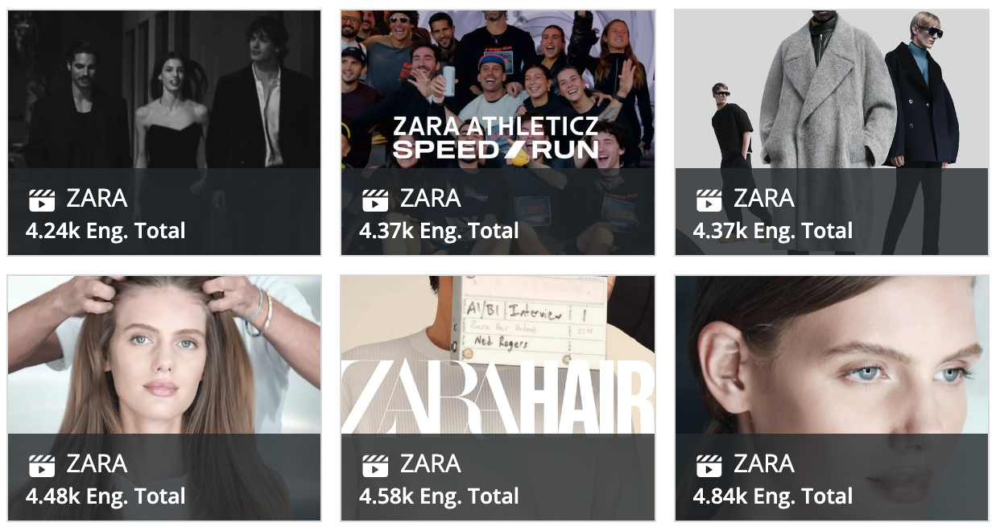 ZARA
4.24k Eng. Total
ZARA ATHLETICZ
SPEED RUN
ZARA
4.37k Eng. Total
ZARA
4.37k Eng. Total
ZARA
4.48k Eng. Total
A1/B1 Interview 1
Zara Hair
Ned Rogers
ZARAHAIR
ZARA
4.58k Eng. Total
ZARA
4.84k Eng. Total